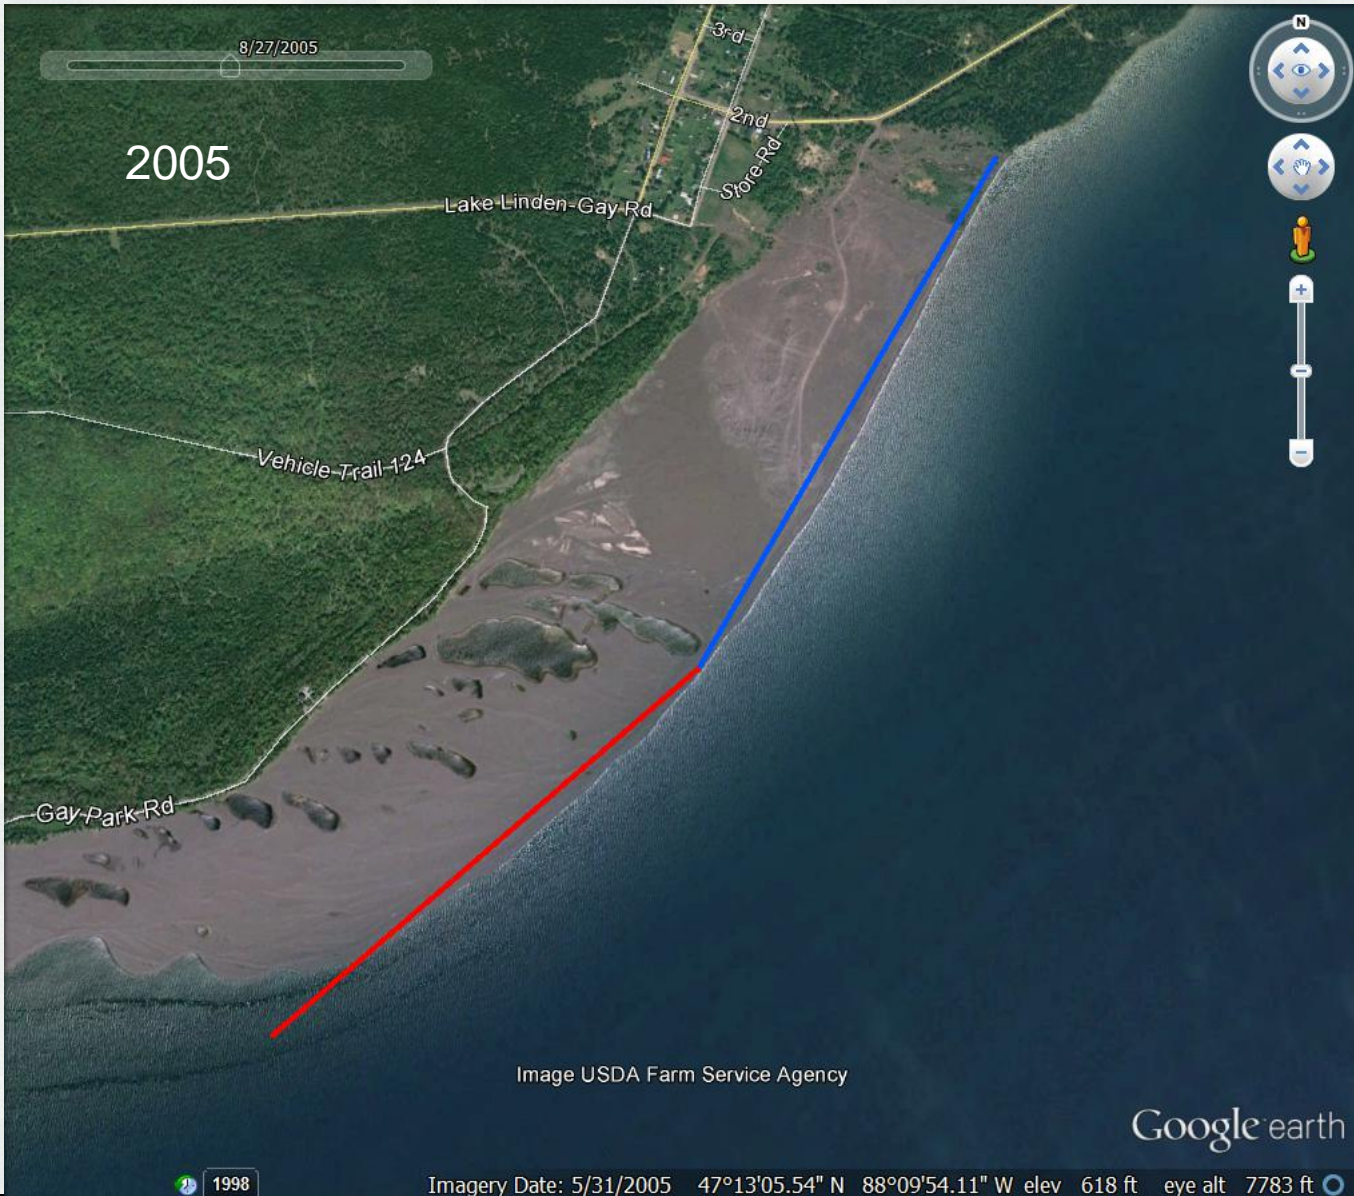 8/27/2005
N
3rd
2nd
2005
Store-Rd
Lake Linden-Gay Rd
Vehicle Trail 124
Gay Park Rd
Image USDA Farm Service Agency
Google earth
1998
Imagery Date: 5/31/2005 47°13'05.54" N 88°09'54.11" W elev 618 ft eye alt 7783 ft